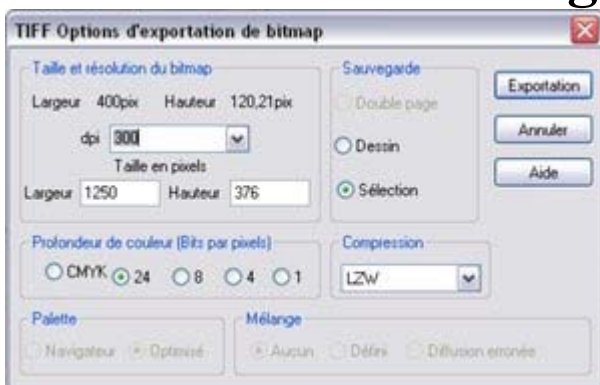 TIFF Options d'exportation de bitmap
Taille et résolution du bitmap
Largeur 400pix Hauteur 120,21pix
dpi 300
Taille en pixels
Largeur 1250 Hauteur 376
Sauvegarde
Double page
Dessin
Sélection
Exportation
Annuler
Aide
Profondeur de couleur (Bits par pixels)
CMYK 24 8 4 1
Compression
LZW
Palette
Navigateur Optimisé
Mélange
Aucun Défini Diffusion erronée